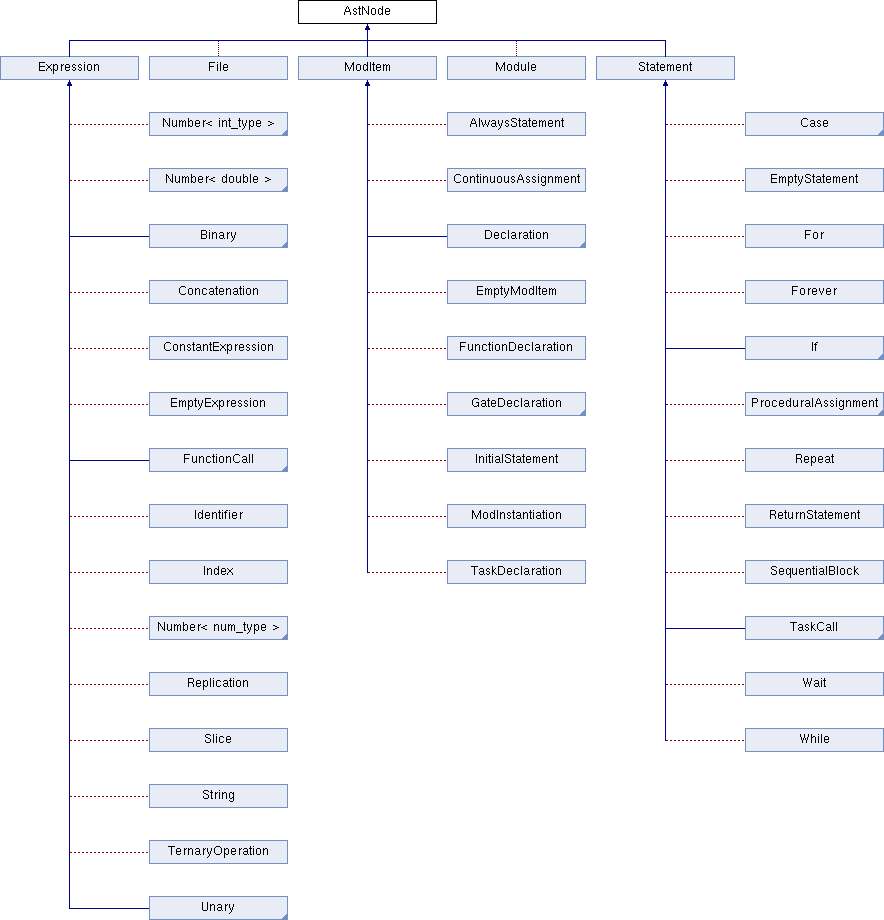 AstNode
Expression
File
ModItem
Module
Statement
Number< int_type >
AlwaysStatement
Case
Number< double >
ContinuousAssignment
EmptyStatement
Binary
Declaration
For
Concatenation
EmptyModItem
Forever
ConstantExpression
FunctionDeclaration
If
EmptyExpression
GateDeclaration
ProceduralAssignment
FunctionCall
InitialStatement
Repeat
Identifier
ModInstantiation
ReturnStatement
Index
TaskDeclaration
SequentialBlock
Number< num_type >
TaskCall
Replication
Wait
Slice
While
String
TernaryOperation
Unary